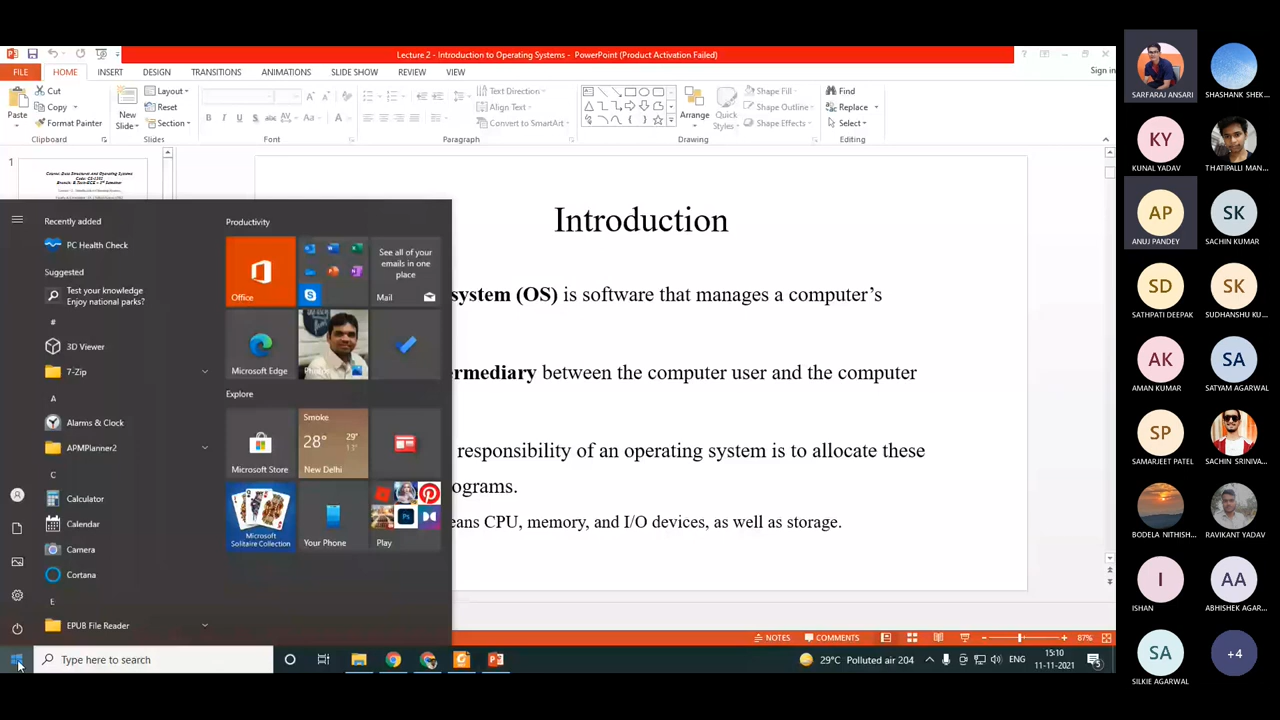 Lecture 2 - Introduction to Operating Systems - PowerPoint (Product Activation Failed)
FILE
HOME
INSERT
DESIGN
TRANSITIONS
ANIMATIONS
SLIDE SHOW
REVIEW
VIEW
Sign in
Cut
Copy
Format Painter
Paste
Clipboard
New
Slide
Layout
Reset
Section
Slides
Font
Text Direction
Align Text
Convert to SmartArt
Paragraph
Arrange
Quick
Styles
Shape Fill
Shape Outline
Shape Effects
Drawing
Find
Replace
Select
Editing
1
Course: Data Structures and Operating Systems
Introduction
system (OS) is software that manages a computer’s
ermediary between the computer user and the computer
responsibility of an operating system is to allocate these
ograms.
eans CPU, memory, and I/O devices, as well as storage.
Recently added
PC Health Check
Suggested
Test your knowledge
Enjoy national parks?
#
3D Viewer
7-Zip
A
Alarms & Clock
APMPlanner2
C
Calculator
Calendar
Camera
Cortana
E
EPUB File Reader
Productivity
Office
See all of your
emails in one
place
Mail
Microsoft Edge
Photos
Explore
Microsoft Store
Smoke
28° 29°
11°
New Delhi
Microsoft
Solitaire Collection
Your Phone
Play
NOTES
COMMENTS
87%
Type here to search
29°C Polluted air 204
ENG
15:10
11-11-2021
5
SARFARAJ ANSARI
SHASHANK SHEK...
KY
KUNAL YADAV
THATIPALLI MAN...
AP
ANUJ PANDEY
SK
SACHIN KUMAR
SD
SATHPATI DEEPAK
SK
SUDHANSHU KU...
AK
AMAN KUMAR
SA
SATYAM AGARWAL
SP
SAMARJEET PATEL
SACHIN SRINIVA...
BODELA NITHISH...
RAVIKANT YADAV
I
ISHAN
AA
ABHISHEK AGAR...
SA
SILKIE AGARWAL
+4